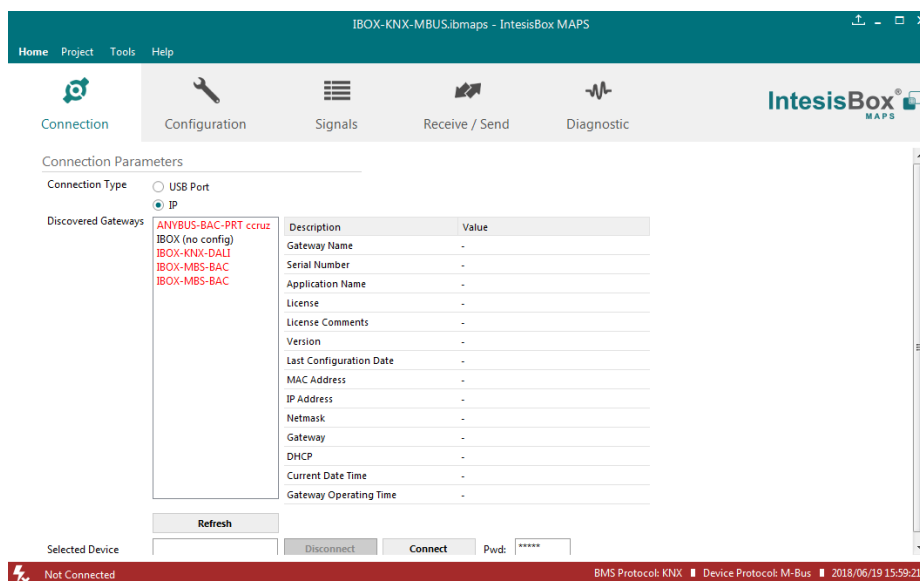 IBOX-KNX-MBUS.ibmaps - IntesisBox MAPS
Home Project Tools Help
Connection Configuration Signals Receive / Send Diagnostic
IntesisBox®
MAPS
Connection Parameters
Connection Type
USB Port
IP
Discovered Gateways
ANYBUS-BAC-PRT ccruz
IBOX (no config)
IBOX-KNX-DALI
IBOX-MBS-BAC
IBOX-MBS-BAC
Description Value
Gateway Name -
Serial Number -
Application Name -
License -
License Comments -
Version -
Last Configuration Date -
MAC Address -
IP Address -
Netmask -
Gateway -
DHCP -
Current Date Time -
Gateway Operating Time -
Refresh
Selected Device Disconnect Connect Pwd: *****
Not Connected BMS Protocol: KNX Device Protocol: M-Bus 2018/06/19 15:59:21